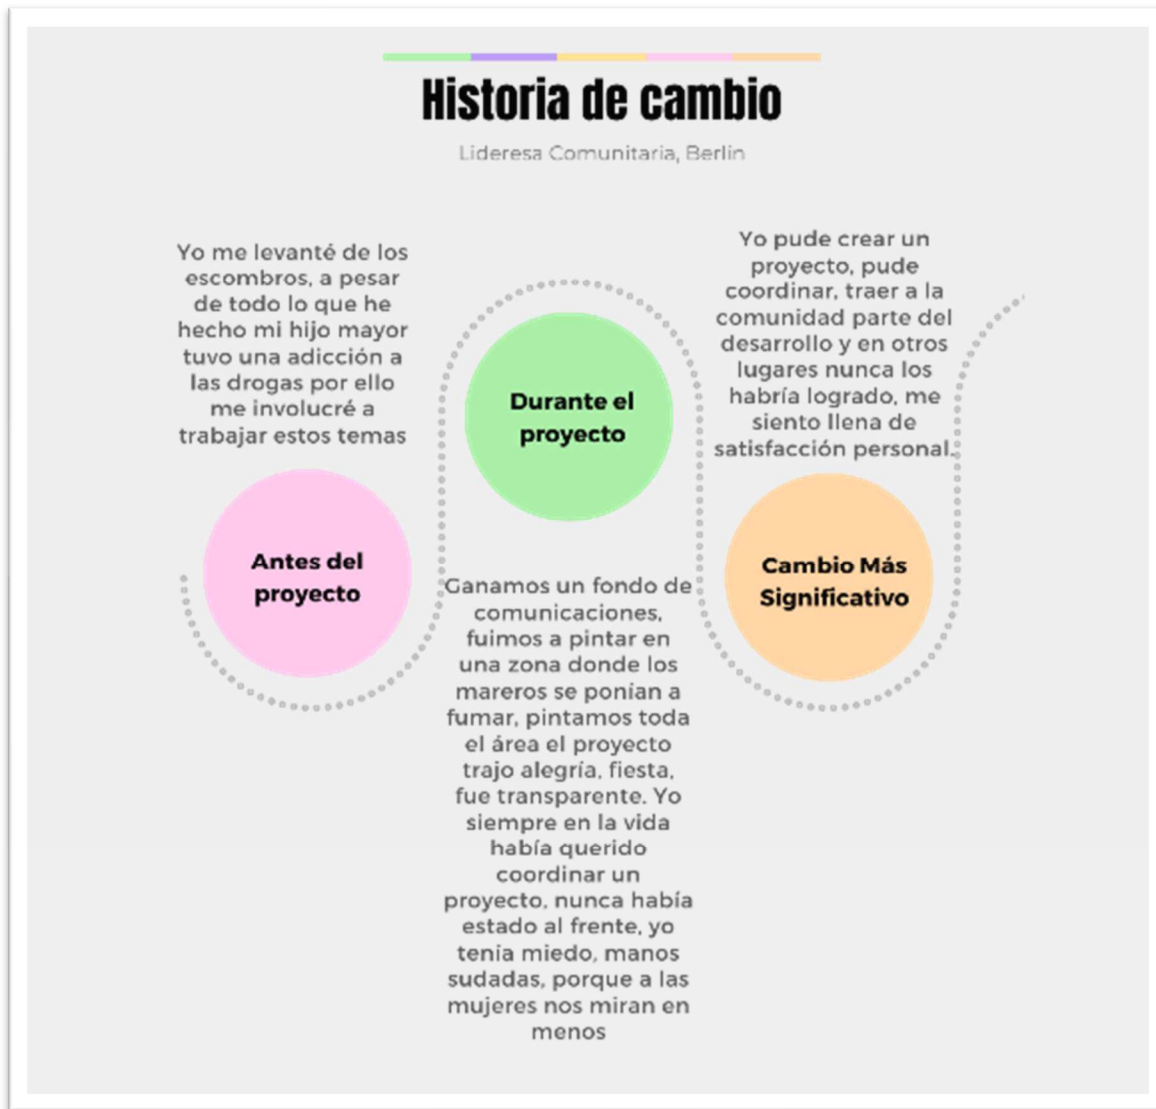 Historia de cambio
Lideresa Comunitaria, Berlin
Yo me levanté de los
escombros, a pesar
de todo lo que he
hecho mi hijo mayor
tuvo una adicción a
las drogas por ello
me involucré a
trabajar estos temas
Antes del
proyecto
Durante el
proyecto
Ganamos un fondo de
comunicaciones,
fuimos a pintar en
una zona donde los
mareros se ponían a
fumar, pintamos toda
el área el proyecto
trajo alegría, fiesta,
fue transparente. Yo
siempre en la vida
había querido
coordinar un
proyecto, nunca había
estado al frente, yo
tenía miedo, manos
sudadas, porque a las
mujeres nos miran en
menos
Yo pude crear un
proyecto, pude
coordinar, traer a la
comunidad parte del
desarrollo y en otros
lugares nunca los
habría logrado, me
siento llena de
satisfacción personal.
Cambio Más
Significativo